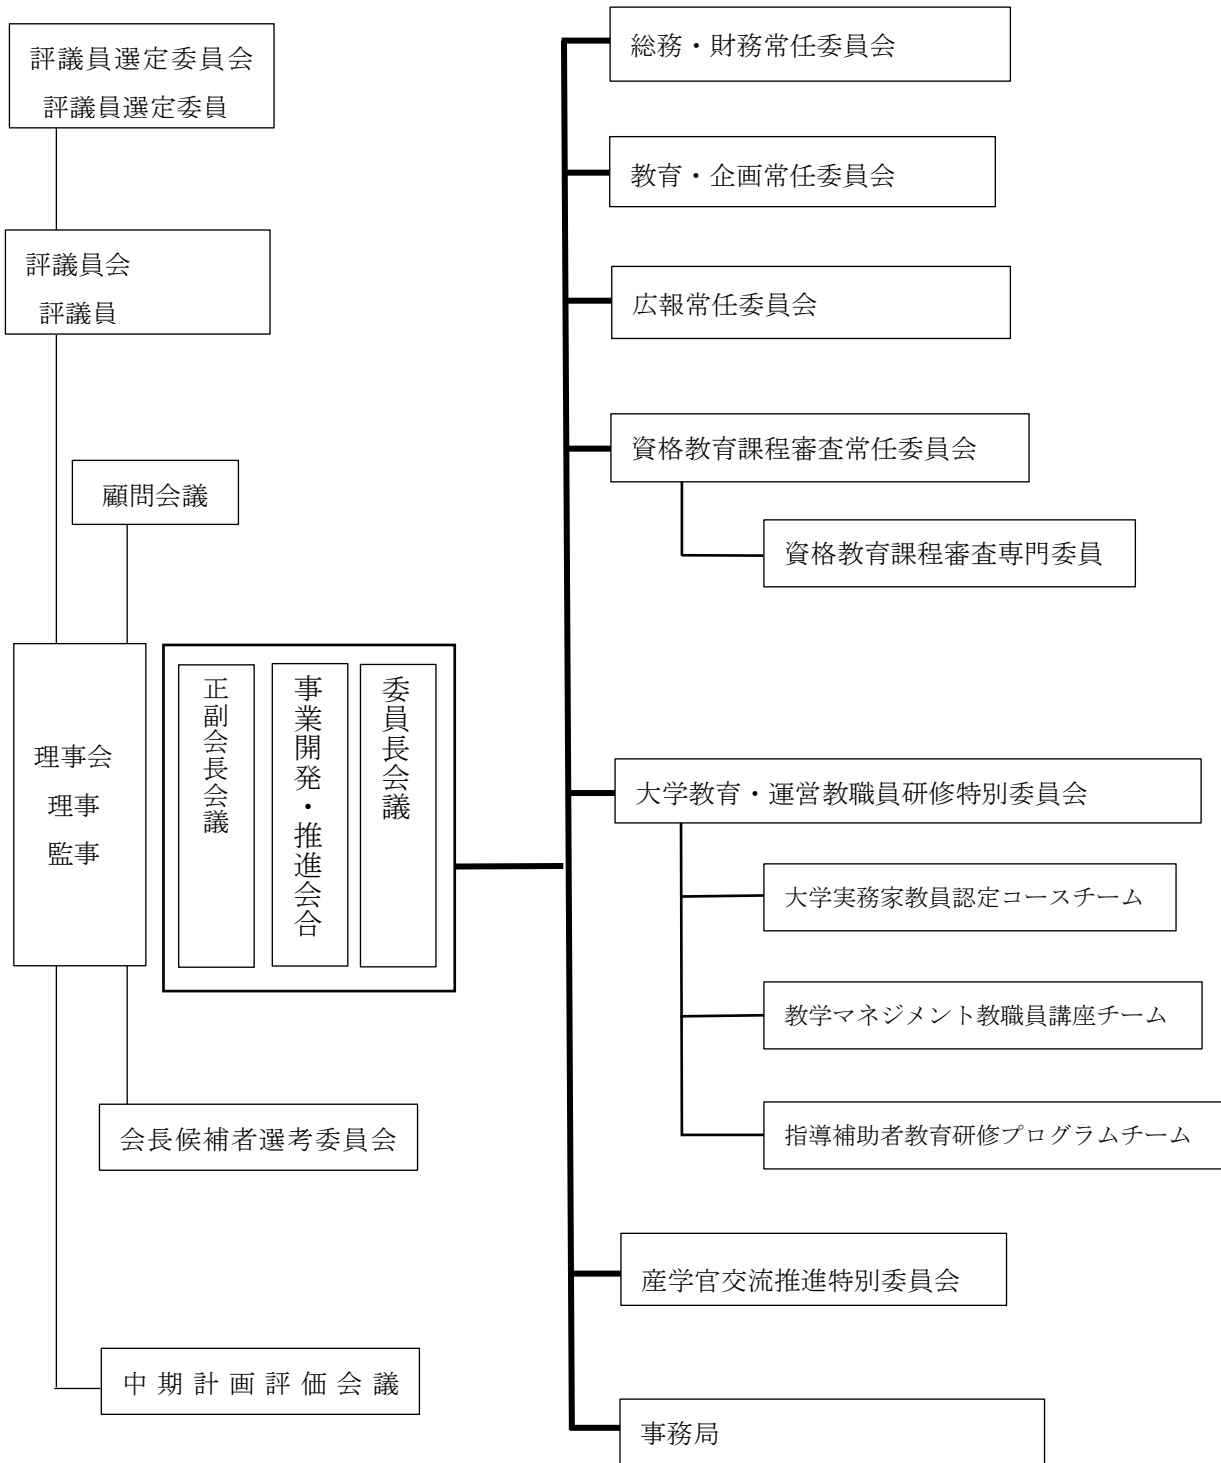 評議員選定委員会
評議員選定委員
評議員会
評議員
顧問会議
理事会
理事
監事
正副会長会議
事業開発・推進会合
委員長会議
会長候補者選考委員会
中期計画評価会議
総務・財務常任委員会
教育・企画常任委員会
広報常任委員会
資格教育課程審査常任委員会
資格教育課程審査専門委員
大学教育・運営教職員研修特別委員会
大学実務家教員認定コースチーム
教学マネジメント教職員講座チーム
指導補助者教育研修プログラムチーム
産学官交流推進特別委員会
事務局